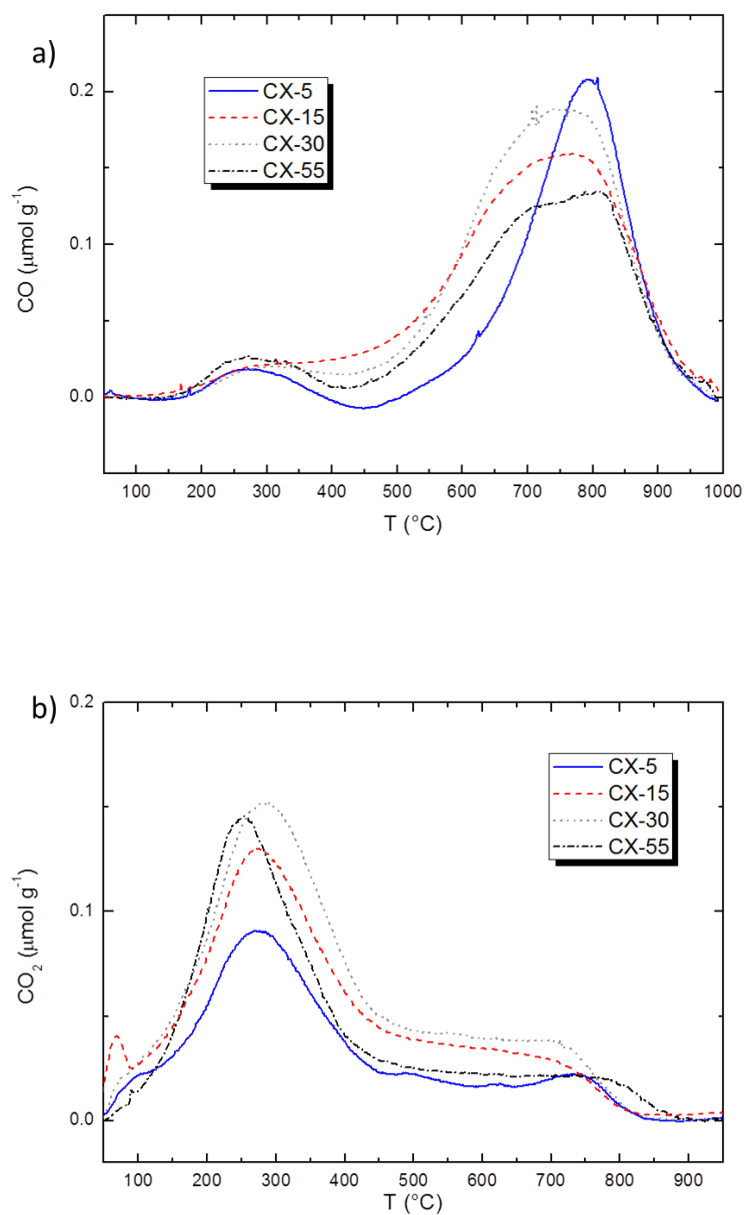 a)
0.2
0.1
0.0
CO (μmol g⁻¹)
CX-5
CX-15
CX-30
CX-55
100 200 300 400 500 600 700 800 900 1000
T (°C)
b)
0.2
0.1
0.0
CO₂ (μmol g⁻¹)
CX-5
CX-15
CX-30
CX-55
100 200 300 400 500 600 700 800 900
T (°C)